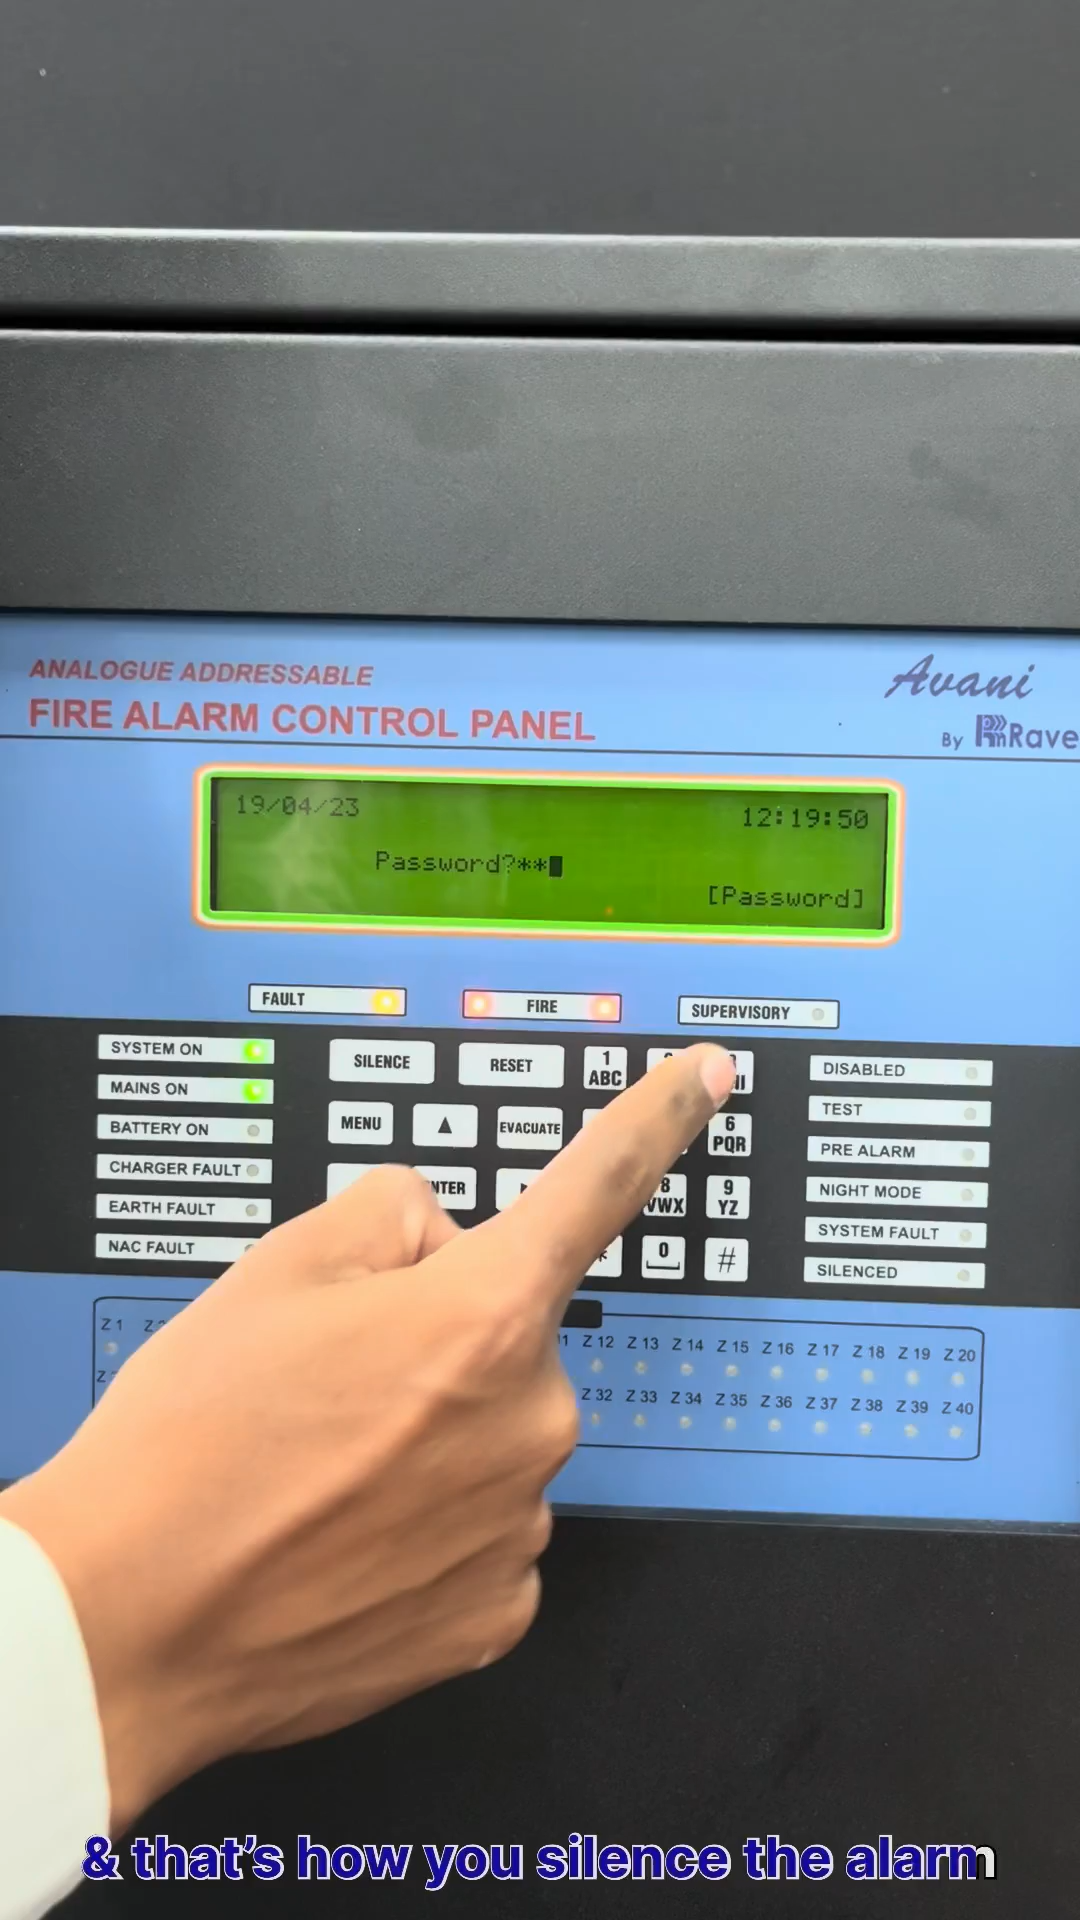 ANALOGUE ADDRESSABLE
FIRE ALARM CONTROL PANEL
Avani
By Rave
19/04/23 12:19:50
Password?**
[Password]
FAULT
FIRE
SUPERVISORY
SYSTEM ON
MAINS ON
BATTERY ON
CHARGER FAULT
EARTH FAULT
NAC FAULT
SILENCE
RESET
1
ABC
MENU
▲
EVACUATE
6
PQR
8
VWX
9
YZ
0
#
DISABLED
TEST
PRE ALARM
NIGHT MODE
SYSTEM FAULT
SILENCED
Z 1
Z 12 Z 13 Z 14 Z 15 Z 16 Z 17 Z 18 Z 19 Z 20
Z 32 Z 33 Z 34 Z 35 Z 36 Z 37 Z 38 Z 39 Z 40
& that's how you silence the alarm